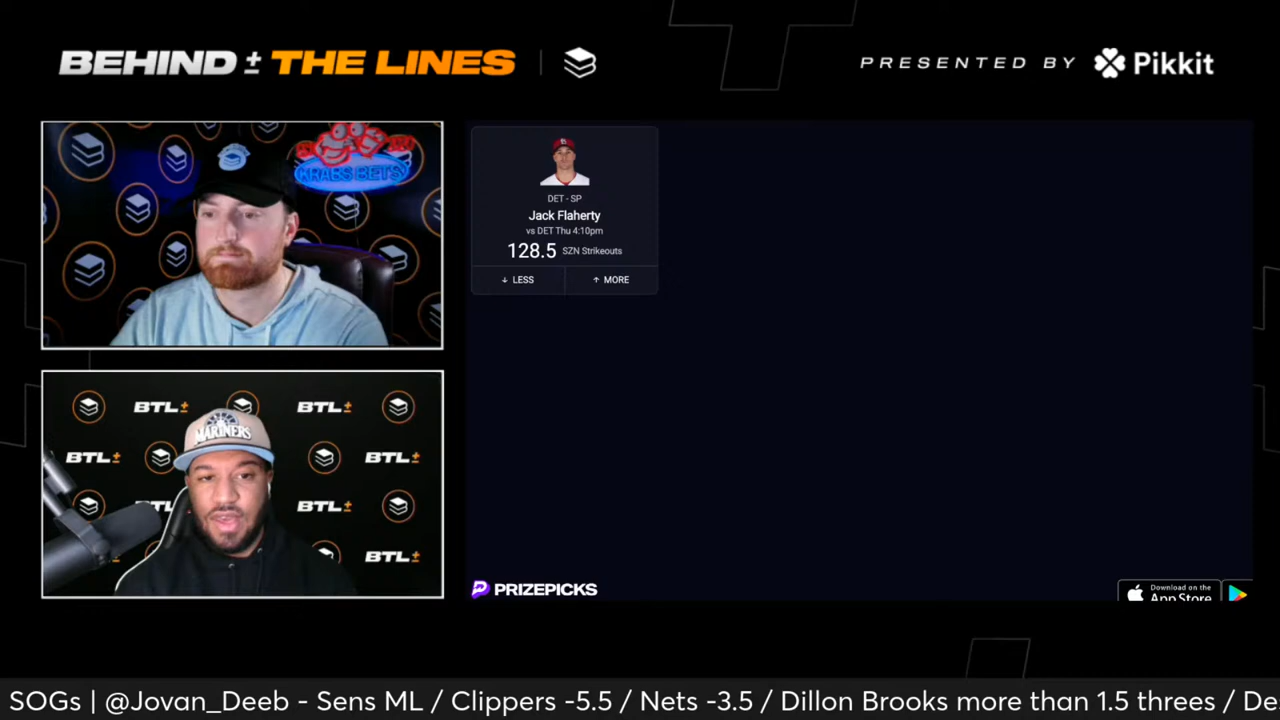 BEHIND ± THE LINES
PRESENTED BY Pikkit
KRABS BETS
DET - SP
Jack Flaherty
vs DET Thu 4:10pm
128.5 SZN Strikeouts
↓ LESS ↑ MORE
BTL± BTL±
MARINERS
BTL± BTL±
BTL±
BTL±
PRIZEPICKS
Download on the
App Store
SOGs | @Jovan_Deeb - Sens ML / Clippers -5.5 / Nets -3.5 / Dillon Brooks more than 1.5 threes / De